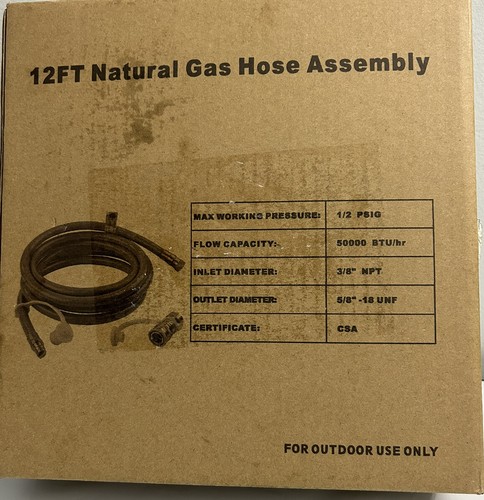 12FT Natural Gas Hose Assembly
MAX WORKING PRESSURE: 1/2 PSIG
FLOW CAPACITY: 50000 BTU/hr
INLET DIAMETER: 3/8" NPT
OUTLET DIAMETER: 5/8"-18 UNF
CERTIFICATE: CSA
FOR OUTDOOR USE ONLY